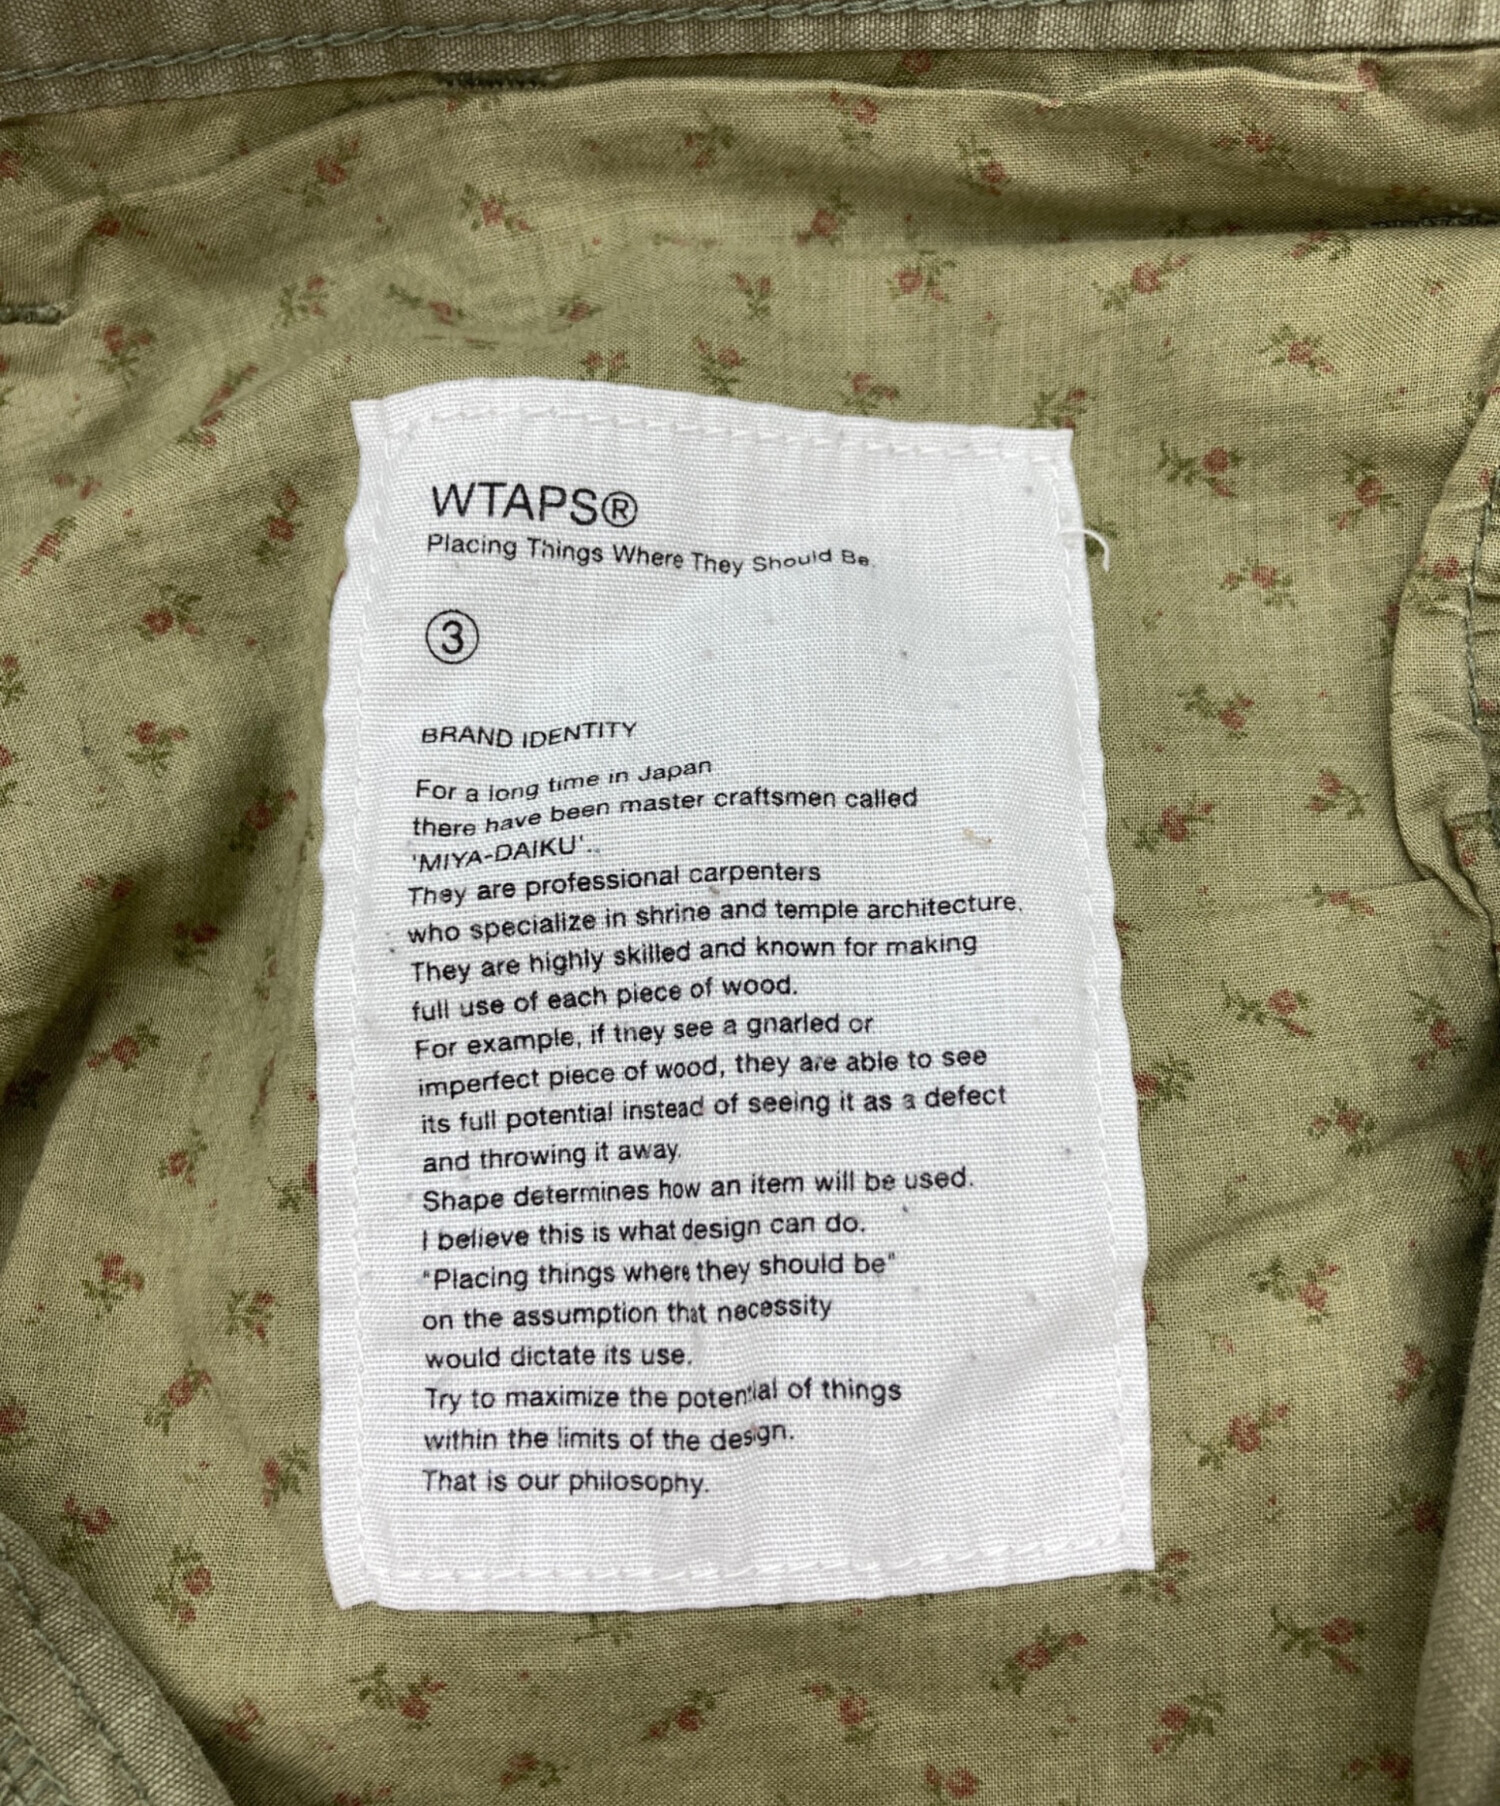 WTAPS®
Placing Things Where They Should Be.
③
BRAND IDENTITY
For a long time in Japan
there have been master craftsmen called
'MIYA-DAIKU'..
They are professional carpenters
who specialize in shrine and temple architecture.
They are highly skilled and known for making
full use of each piece of wood.
For example, if they see a gnarled or
imperfect piece of wood, they are able to see
its full potential instead of seeing it as a defect
and throwing it away.
Shape determines how an item will be used.
I believe this is what design can do.
"Placing things where they should be"
on the assumption that necessity
would dictate its use.
Try to maximize the potential of things
within the limits of the design.
That is our philosophy.